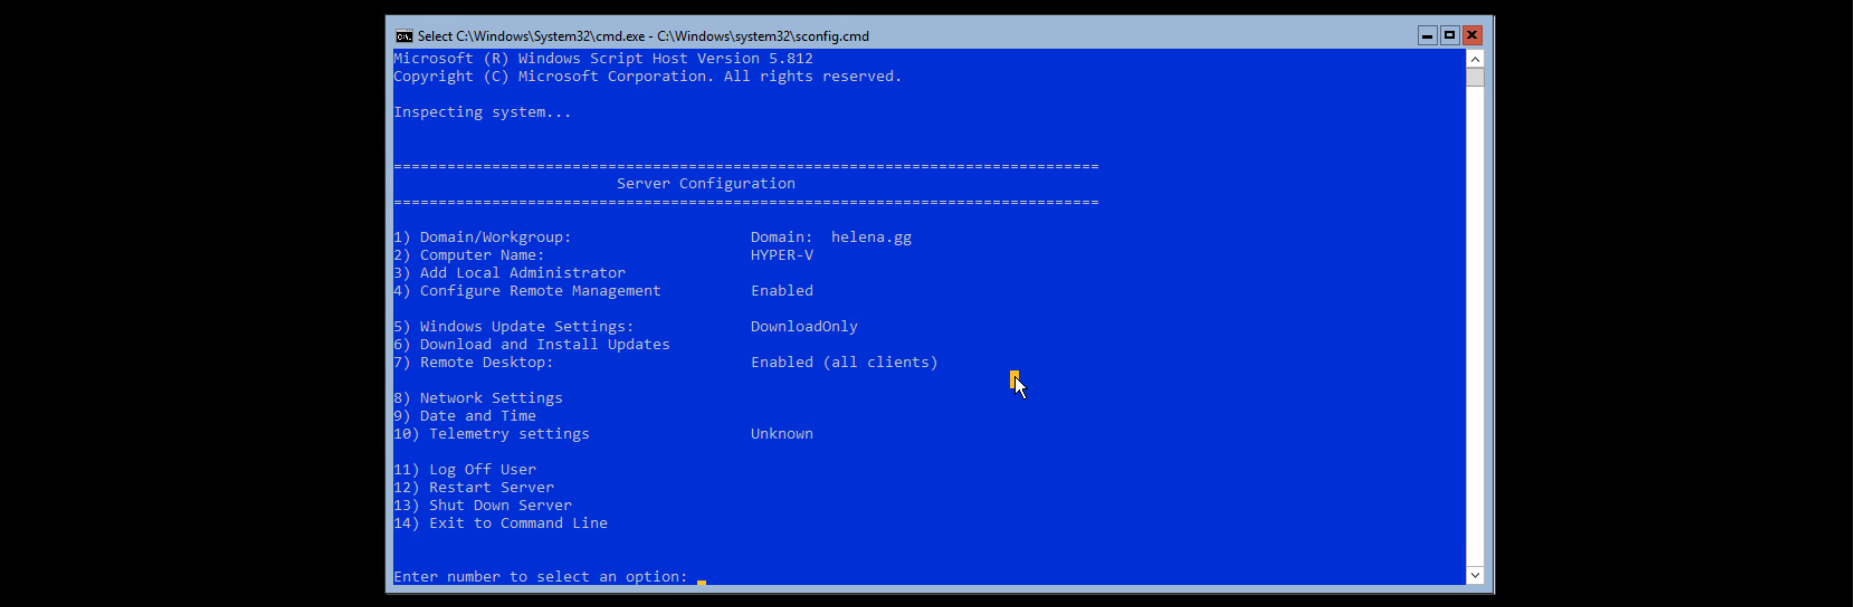 Select C:\Windows\System32\cmd.exe - C:\Windows\system32\sconfig.cmd
Microsoft (R) Windows Script Host Version 5.812
Copyright (C) Microsoft Corporation. All rights reserved.
Inspecting system...
===============================================================================
Server Configuration
===============================================================================
1) Domain/Workgroup: Domain: helena.gg
2) Computer Name: HYPER-V
3) Add Local Administrator
4) Configure Remote Management Enabled
5) Windows Update Settings: DownloadOnly
6) Download and Install Updates
7) Remote Desktop: Enabled (all clients)
8) Network Settings
9) Date and Time
10) Telemetry settings Unknown
11) Log Off User
12) Restart Server
13) Shut Down Server
14) Exit to Command Line
Enter number to select an option: